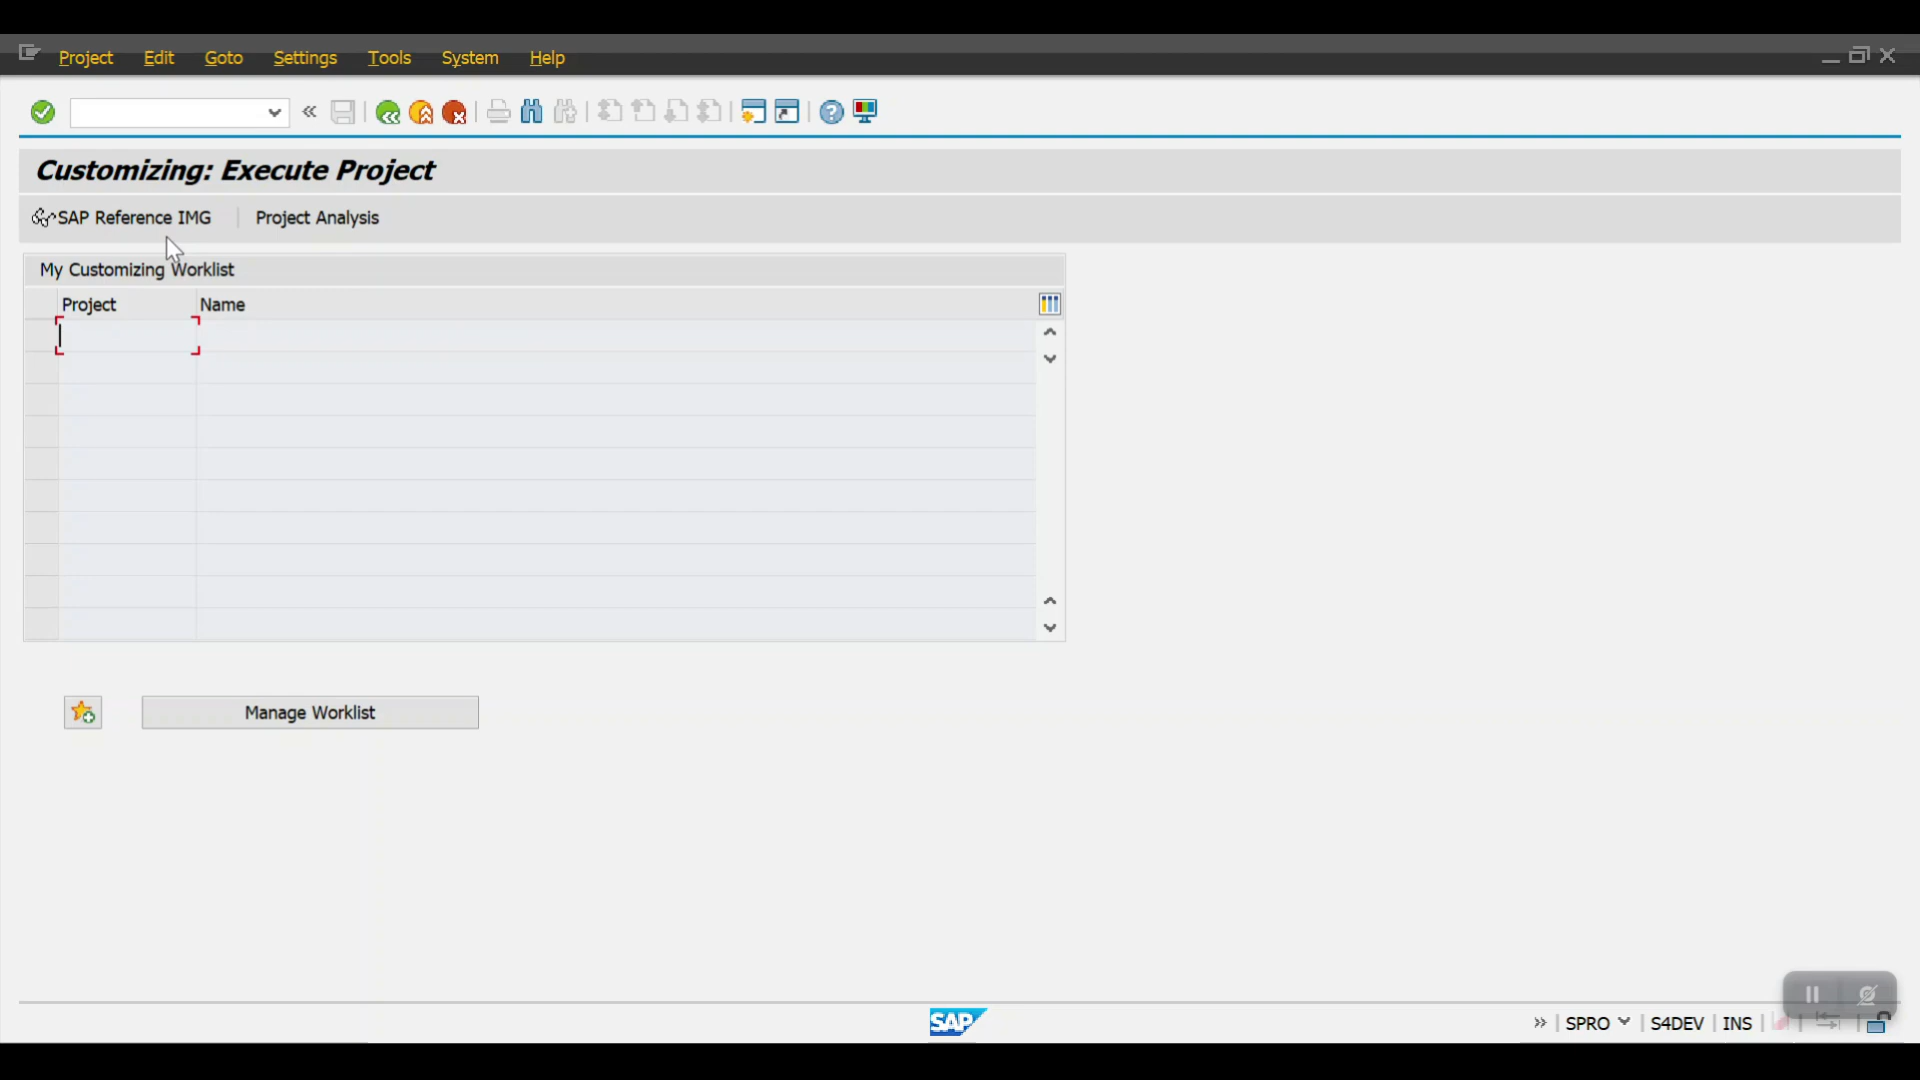 Project Edit Goto Settings Tools System Help
Customizing: Execute Project
SAP Reference IMG Project Analysis
My Customizing Worklist
Project Name
Manage Worklist
SAP SPRO S4DEV INS